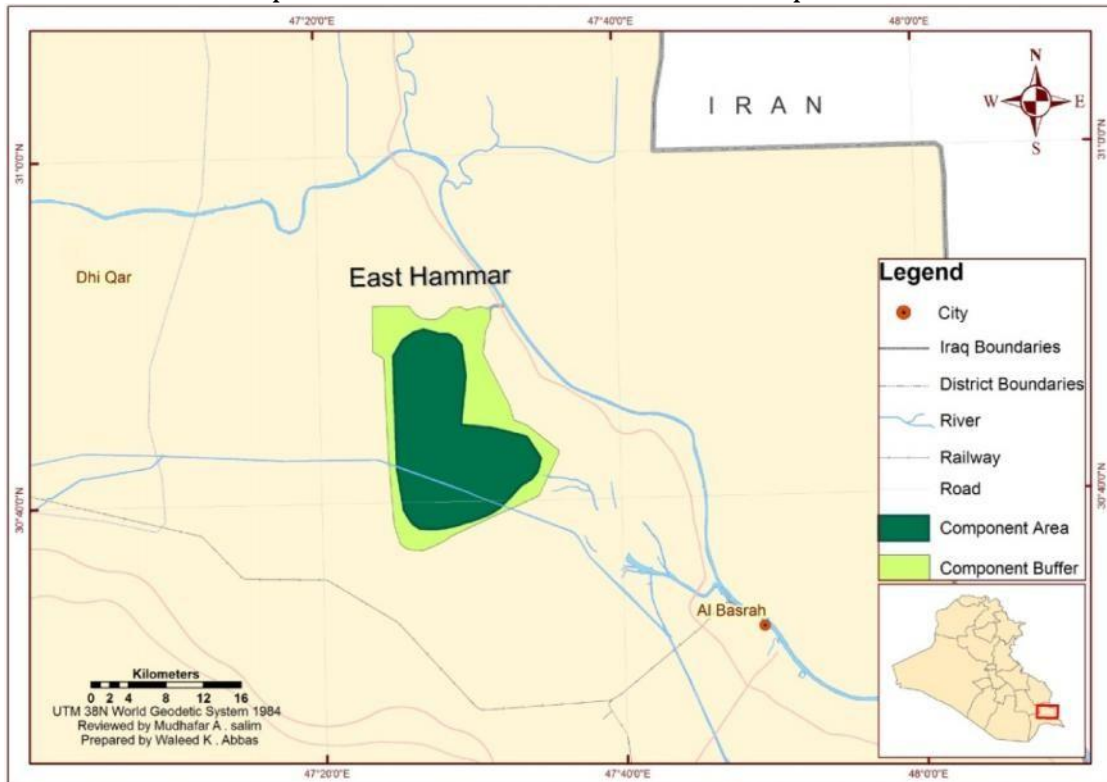 47°20'0"E 47°40'0"E 48°0'0"E
I R A N
N
W E
S
31°0'0"N
31°0'0"N
Dhi Qar
East Hammar
Legend
City
Iraq Boundaries
District Boundaries
River
Railway
Road
Component Area
Component Buffer
30°40'0"N
30°40'0"N
Al Basrah
Kilometers
0 2 4 8 12 16
UTM 38N World Geodetic System 1984
Reviewed by Mudhafar A . salim
Prepared by Waleed K . Abbas
47°20'0"E 47°40'0"E 48°0'0"E